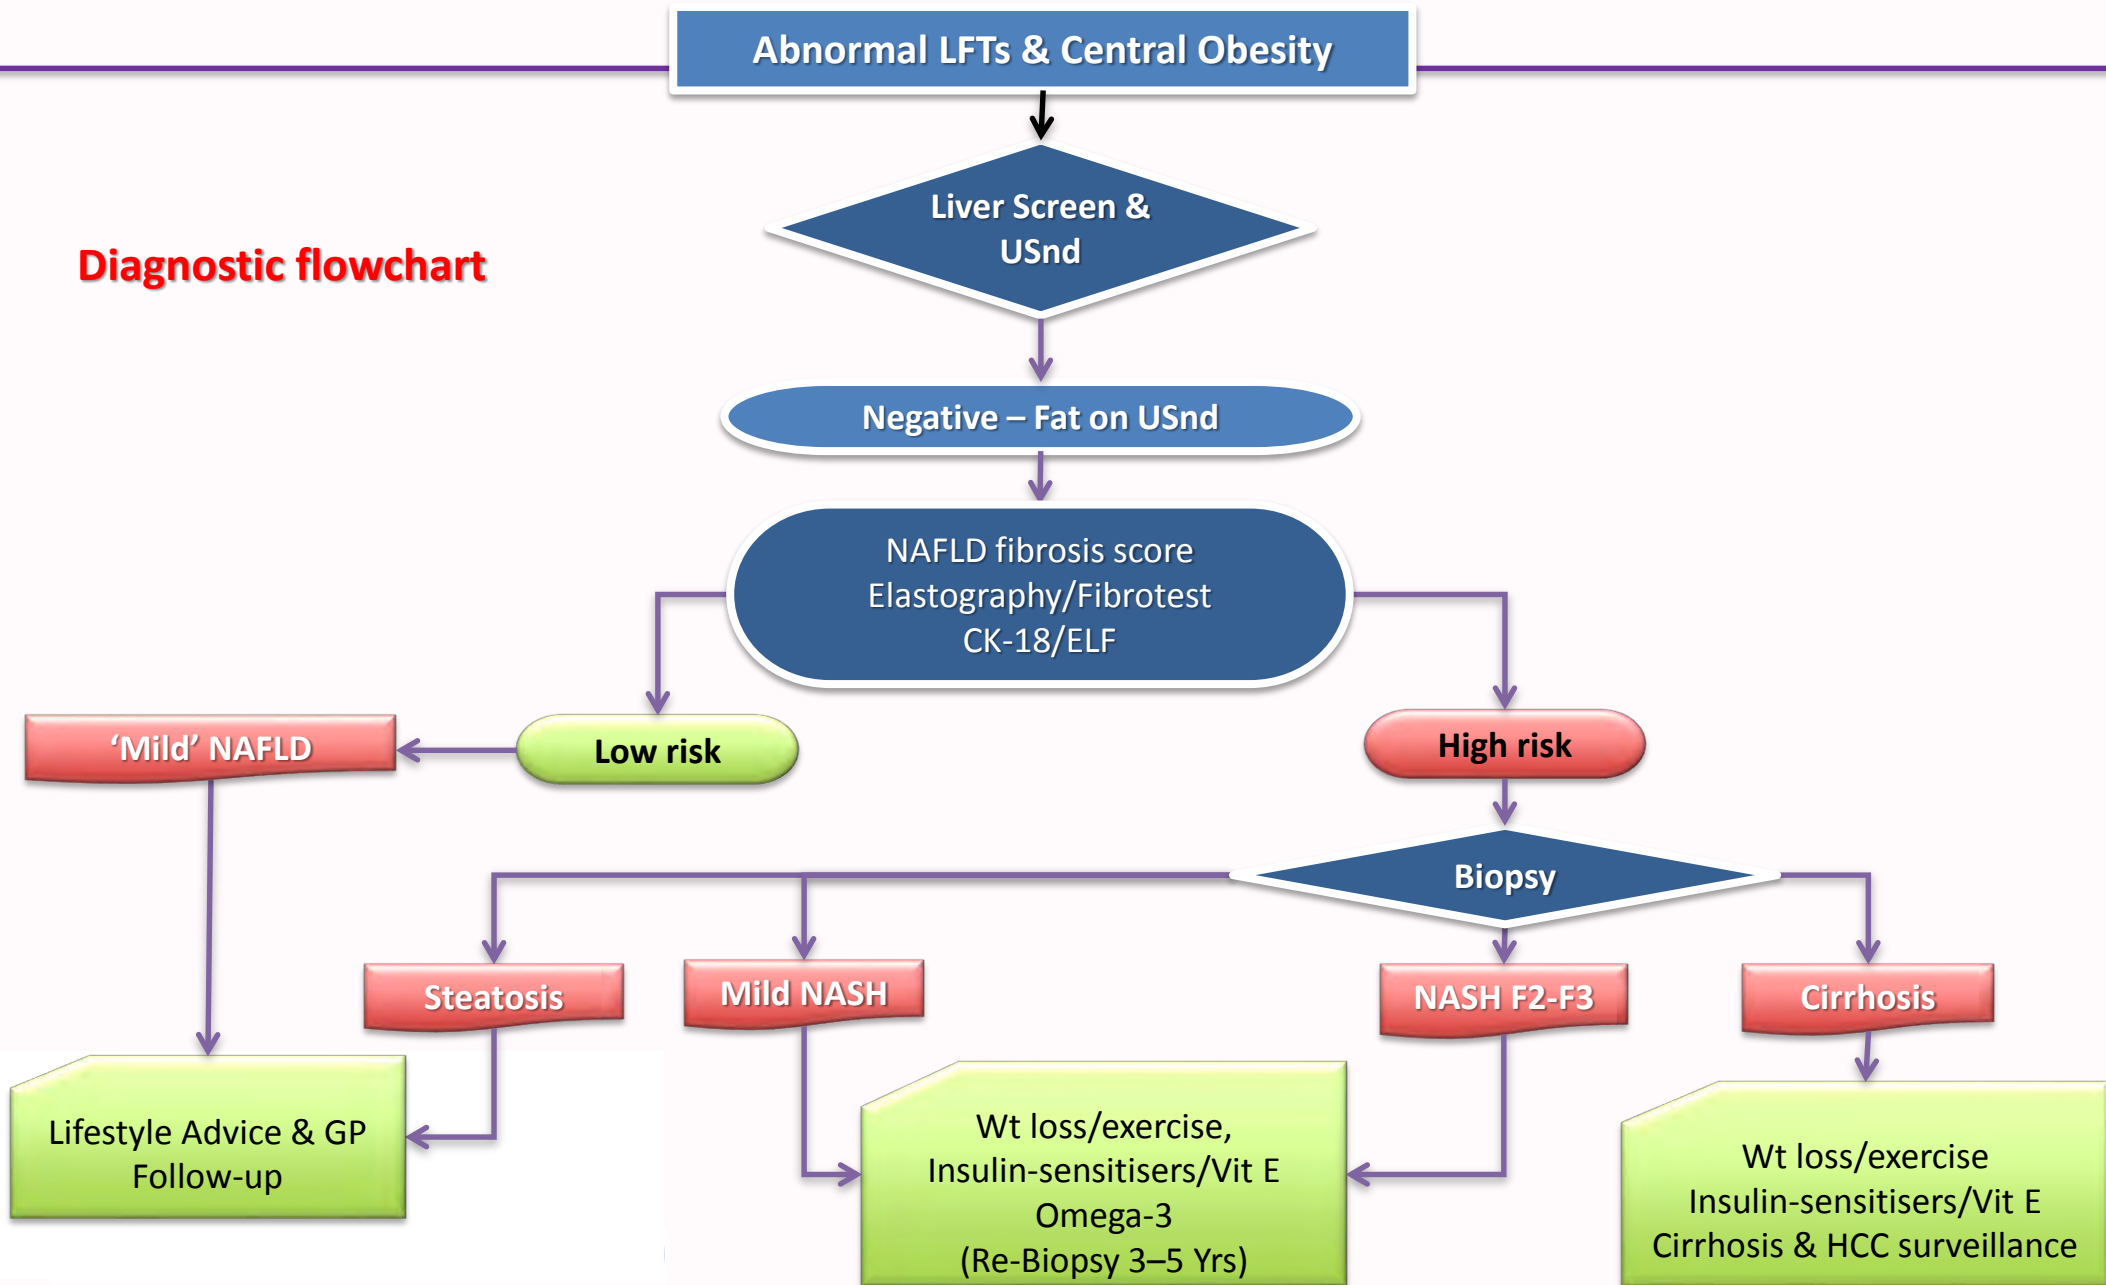 Abnormal LFTs & Central Obesity
Liver Screen &
USnd
Diagnostic flowchart
Negative – Fat on USnd
NAFLD fibrosis score
Elastography/Fibrotest
CK-18/ELF
‘Mild’ NAFLD
Low risk
High risk
Biopsy
Steatosis
Mild NASH
NASH F2-F3
Cirrhosis
Lifestyle Advice & GP
Follow-up
Wt loss/exercise,
Insulin-sensitisers/Vit E
Omega-3
(Re-Biopsy 3–5 Yrs)
Wt loss/exercise
Insulin-sensitisers/Vit E
Cirrhosis & HCC surveillance